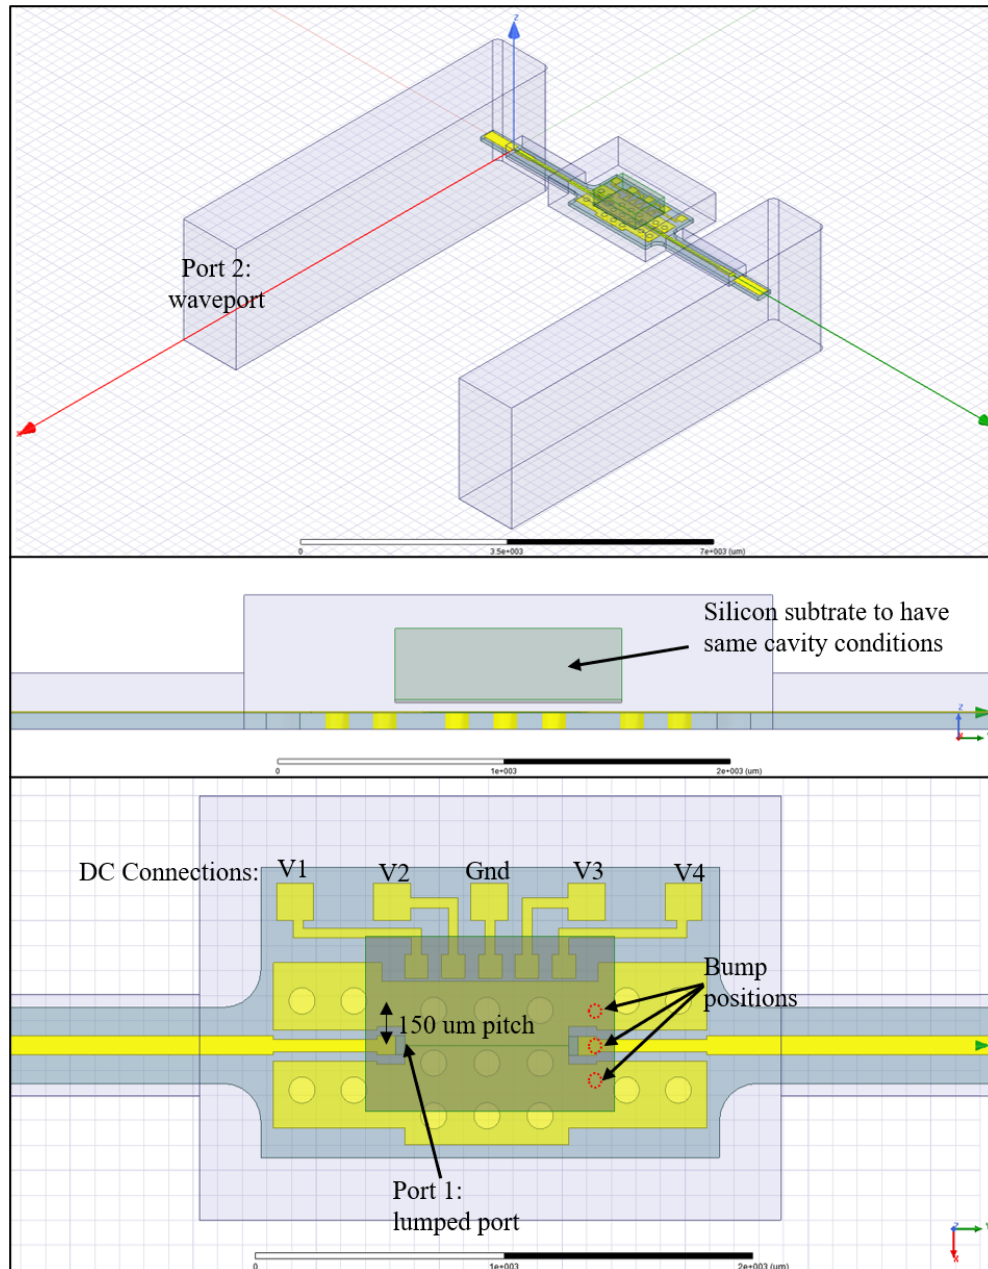 z
Port 2:
waveport
x
0
3.5e+003
7e+003 (um)
Silicon subtrate to have
same cavity conditions
z
0
1e+003
2e+003 (um)
DC Connections:
V1
V2
Gnd
V3
V4
Bump
positions
150 um pitch
Port 1:
lumped port
0
1e+003
2e+003 (um)